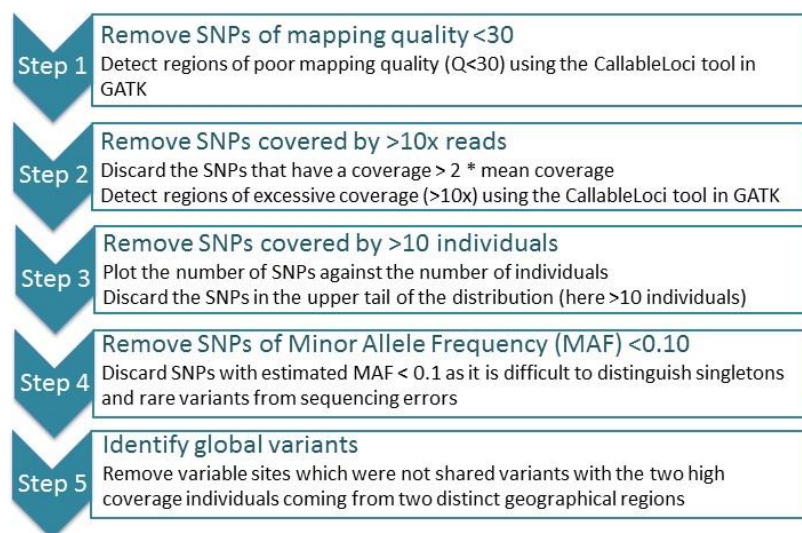 Step 1
Remove SNPs of mapping quality <30
Detect regions of poor mapping quality (Q<30) using the CallableLoci tool in
GATK
Step 2
Remove SNPs covered by >10x reads
Discard the SNPs that have a coverage > 2 * mean coverage
Detect regions of excessive coverage (>10x) using the CallableLoci tool in GATK
Step 3
Remove SNPs covered by >10 individuals
Plot the number of SNPs against the number of individuals
Discard the SNPs in the upper tail of the distribution (here >10 individuals)
Step 4
Remove SNPs of Minor Allele Frequency (MAF) <0.10
Discard SNPs with estimated MAF < 0.1 as it is difficult to distinguish singletons
and rare variants from sequencing errors
Step 5
Identify global variants
Remove variable sites which were not shared variants with the two high
coverage individuals coming from two distinct geographical regions